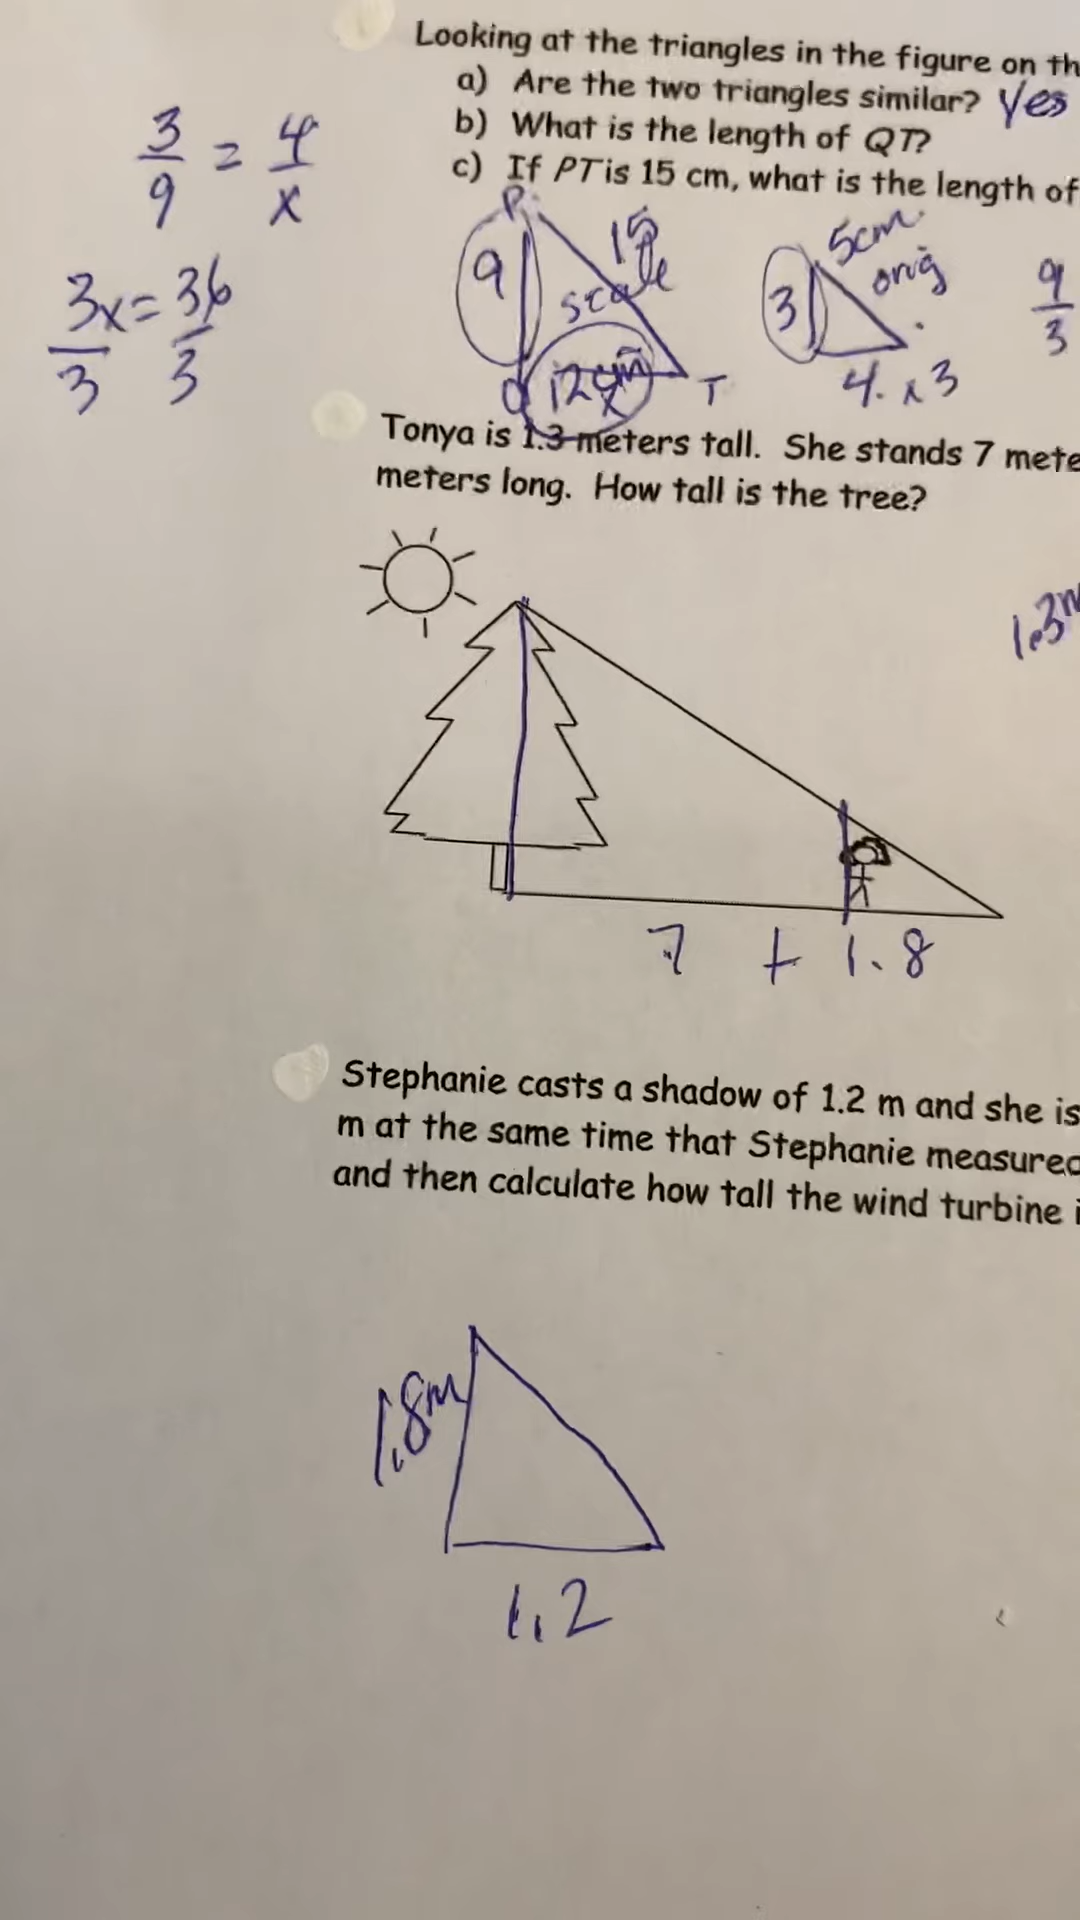 Looking at the triangles in the figure on th
a) Are the two triangles similar? Yes
b) What is the length of QT?
c) If PT is 15 cm, what is the length of
3/9 = 4/x
3x/3 = 36/3
P
9
15
scale
Q
12cm
x
T
5cm
orig
3
4. x3
9/3
Tonya is 1.3 meters tall. She stands 7 mete
meters long. How tall is the tree?
1.3m
7 + 1.8
Stephanie casts a shadow of 1.2 m and she is
m at the same time that Stephanie measured
and then calculate how tall the wind turbine i
1.8m
1.2